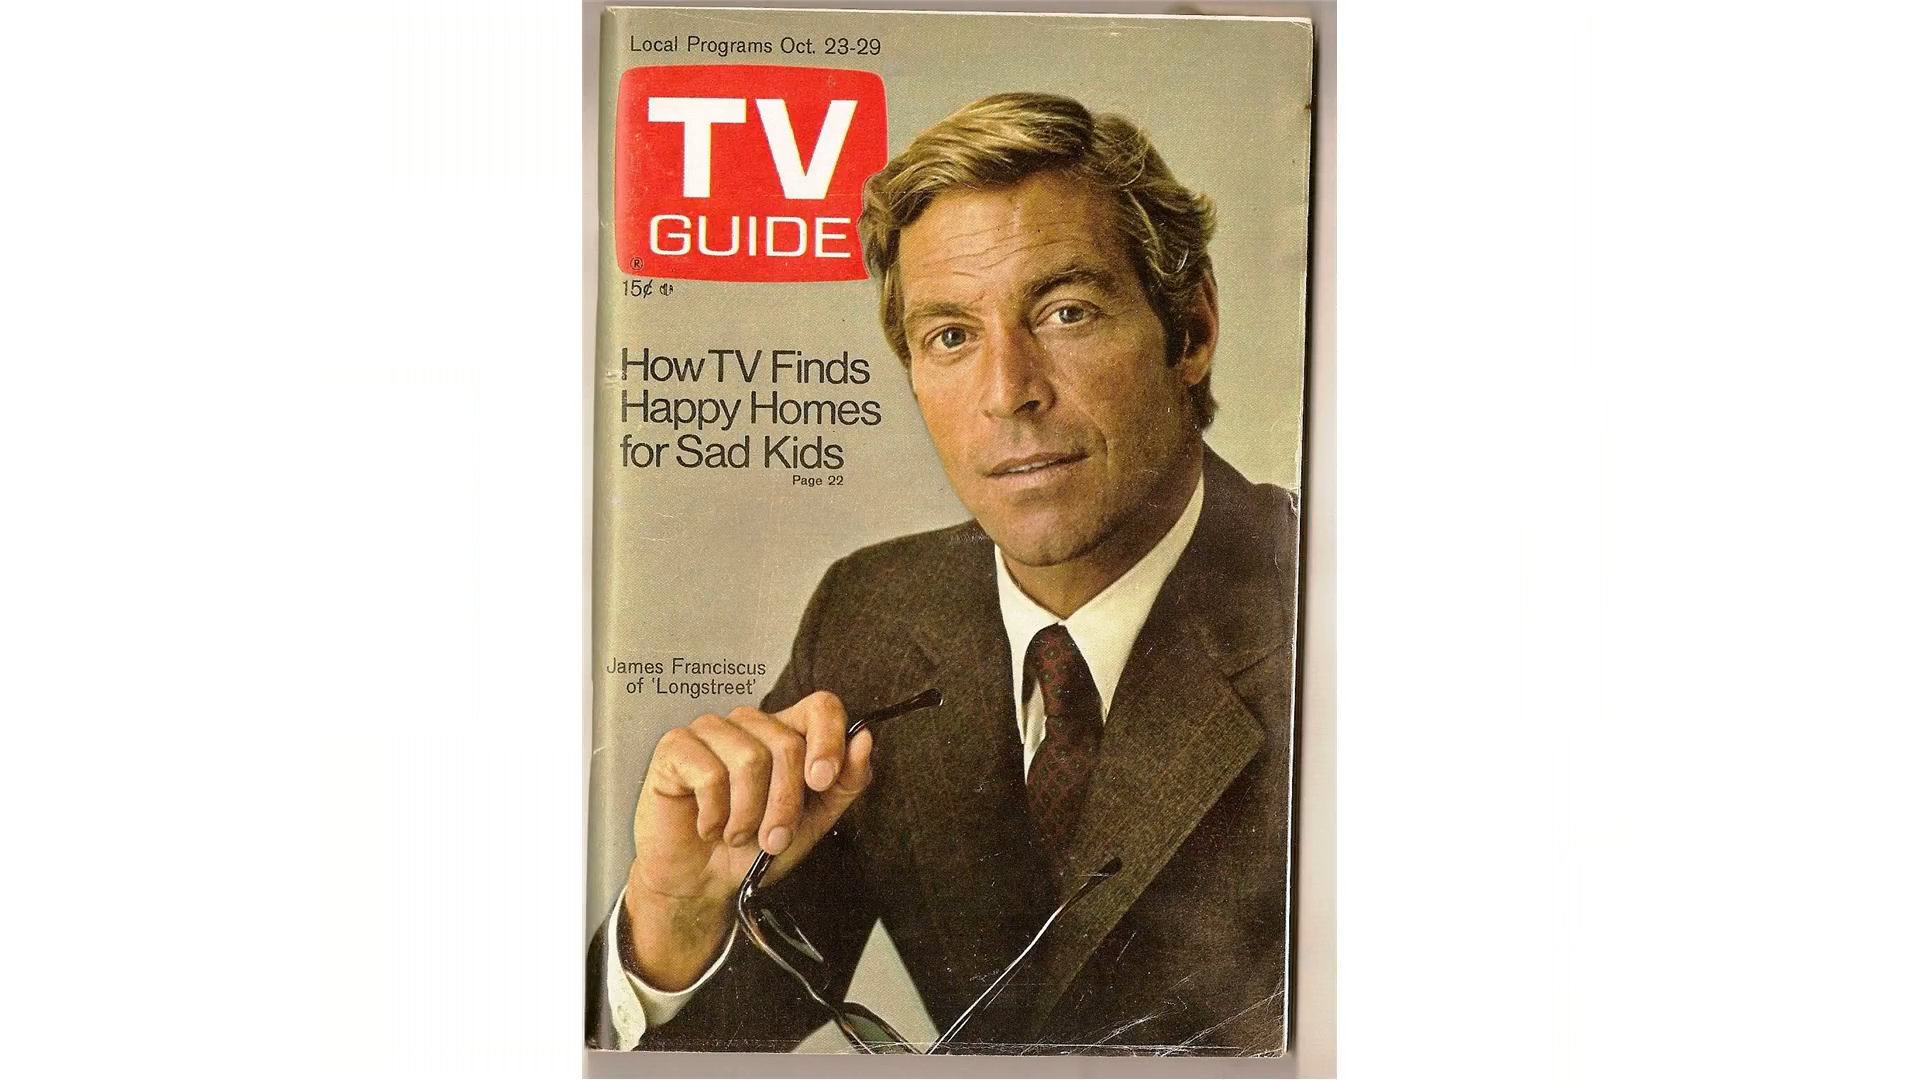 Local Programs Oct. 23-29
TV
GUIDE
®
15¢
How TV Finds
Happy Homes
for Sad Kids
Page 22
James Franciscus
of 'Longstreet'